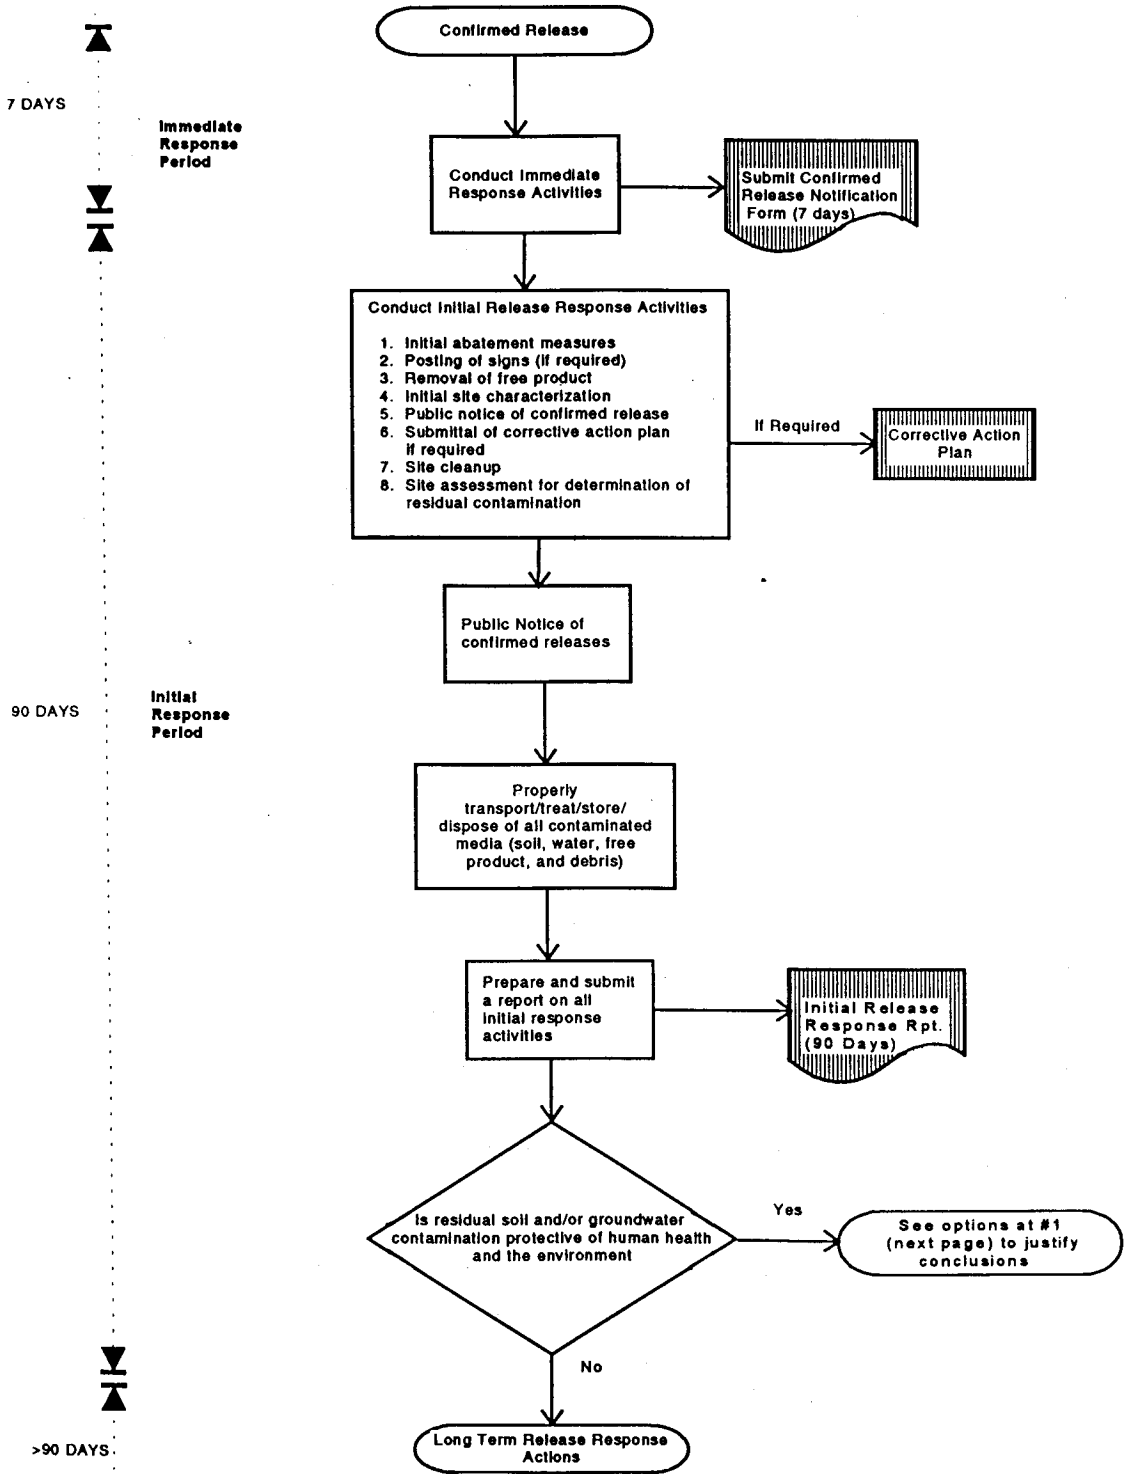 Confirmed Release
7 DAYS
Immediate
Response
Period
Conduct Immediate
Response Activities
Submit Confirmed
Release Notification
Form (7 days)
Conduct Initial Release Response Activities
1. Initial abatement measures
2. Posting of signs (if required)
3. Removal of free product
4. Initial site characterization
5. Public notice of confirmed release
6. Submittal of corrective action plan
if required
7. Site cleanup
8. Site assessment for determination of
residual contamination
If Required
Corrective Action
Plan
Public Notice of
confirmed releases
90 DAYS
Initial
Response
Period
Properly
transport/treat/store/
dispose of all contaminated
media (soil, water, free
product, and debris)
Prepare and submit
a report on all
initial response
activities
Initial Release
Response Rpt.
(90 Days)
Is residual soil and/or groundwater
contamination protective of human health
and the environment
Yes
See options at #1
(next page) to justify
conclusions
No
Long Term Release Response
Actions
>90 DAYS